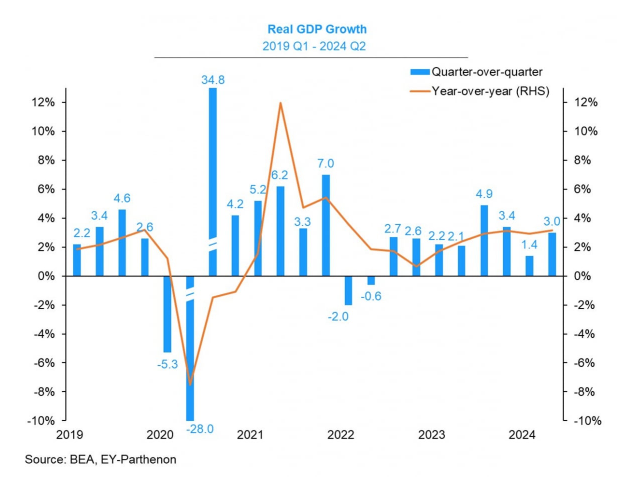 Real GDP Growth
2019 Q1 - 2024 Q2
Quarter-over-quarter
Year-over-year (RHS)
34.8
12% 12%
10% 10%
8% 8%
6% 6%
4% 4%
2% 2%
0% 0%
-2% -2%
-4% -4%
-6% -6%
-8% -8%
-10% -10%
2.2 3.4 4.6 2.6 -5.3 -28.0 4.2 5.2 6.2 3.3 7.0 -2.0 -0.6 2.7 2.6 2.2 2.1 4.9 3.4 1.4 3.0
2019 2020 2021 2022 2023 2024
Source: BEA, EY-Parthenon